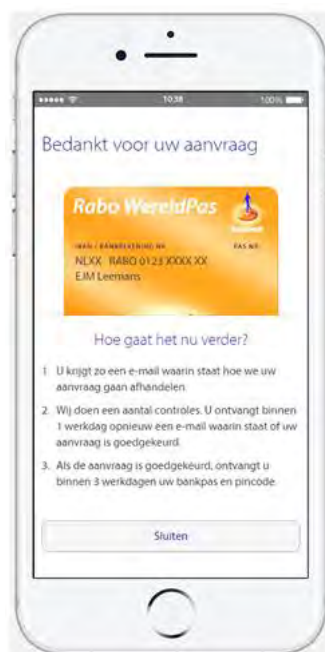 10:38
100%
Bedankt voor uw aanvraag
Rabo WereldPas
IBAN / BANKREKENING NR.
PAS NR.
NLXX RABO 0123 XXXX XX
EJM Leemans
Hoe gaat het nu verder?
1. U krijgt zo een e-mail waarin staat hoe we uw
aanvraag gaan afhandelen.
2. Wij doen een aantal controles. U ontvangt binnen
1 werkdag opnieuw een e-mail waarin staat of uw
aanvraag is goedgekeurd.
3. Als de aanvraag is goedgekeurd, ontvangt u
binnen 3 werkdagen uw bankpas en pincode.
Sluiten